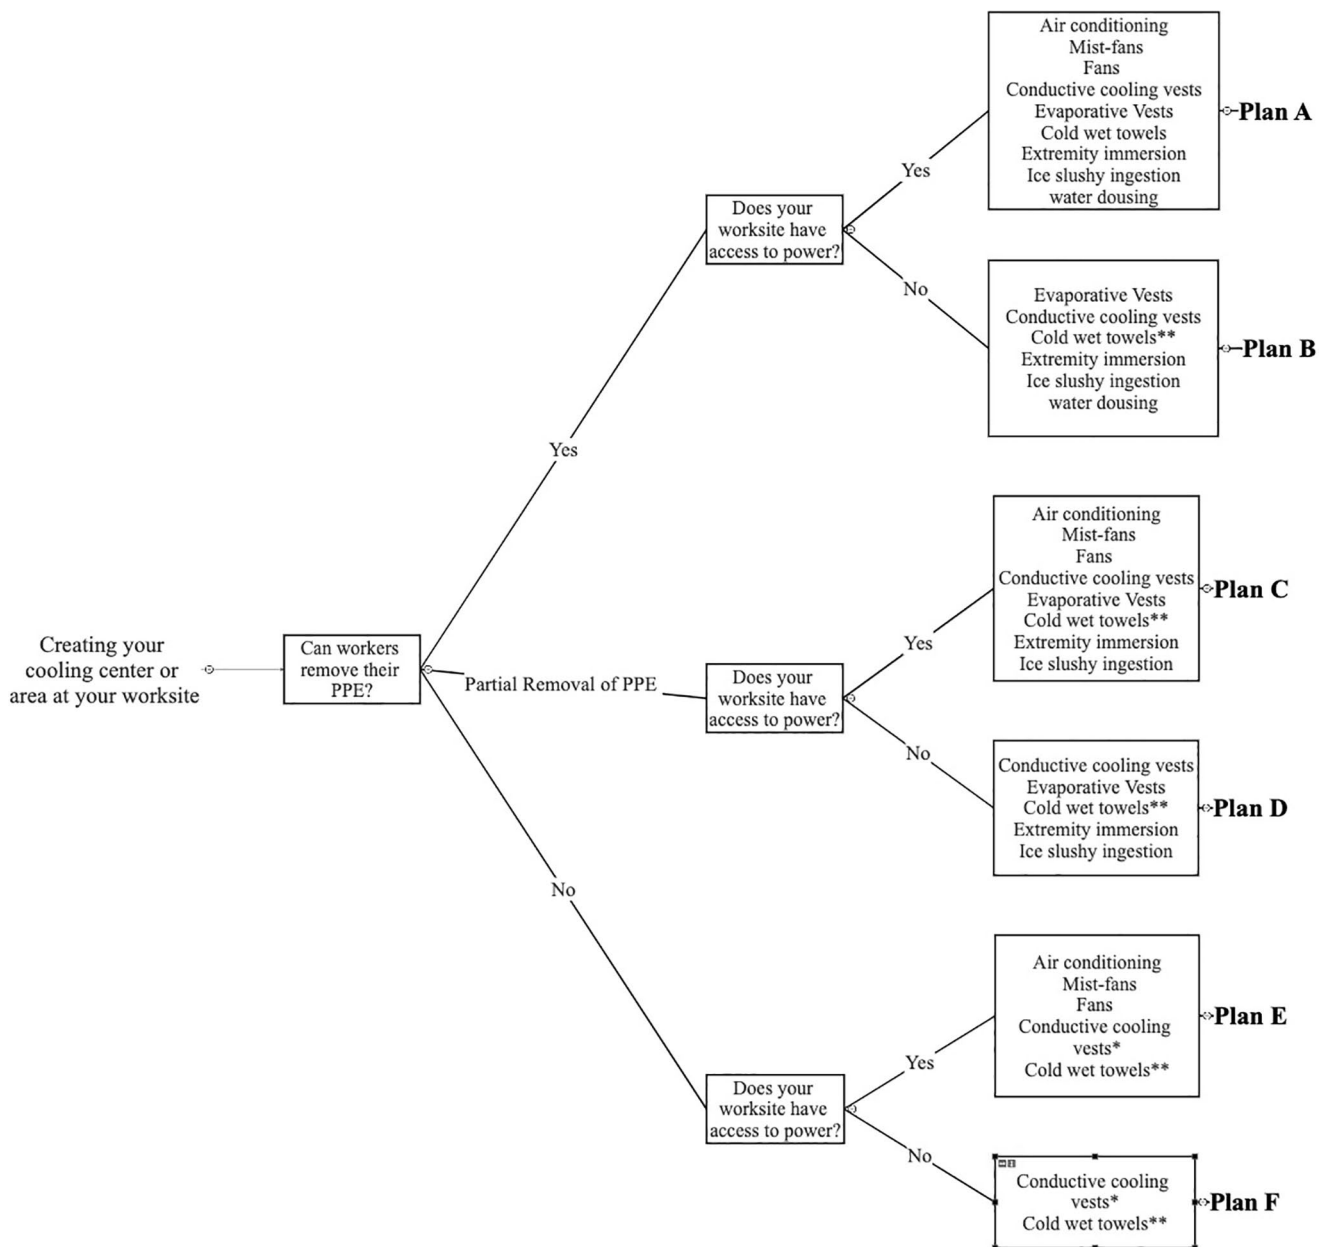 Creating your
cooling center or
area at your worksite
Can workers
remove their
PPE?
Yes
Does your
worksite have
access to power?
Yes
Air conditioning
Mist-fans
Fans
Conductive cooling vests
Evaporative Vests
Cold wet towels
Extremity immersion
Ice slushy ingestion
water dousing
Plan A
No
Evaporative Vests
Conductive cooling vests
Cold wet towels**
Extremity immersion
Ice slushy ingestion
water dousing
Plan B
Partial Removal of PPE
Does your
worksite have
access to power?
Yes
Air conditioning
Mist-fans
Fans
Conductive cooling vests
Evaporative Vests
Cold wet towels**
Extremity immersion
Ice slushy ingestion
Plan C
No
Conductive cooling vests
Evaporative Vests
Cold wet towels**
Extremity immersion
Ice slushy ingestion
Plan D
No
Does your
worksite have
access to power?
Yes
Air conditioning
Mist-fans
Fans
Conductive cooling
vests*
Cold wet towels**
Plan E
No
Conductive cooling
vests*
Cold wet towels**
Plan F